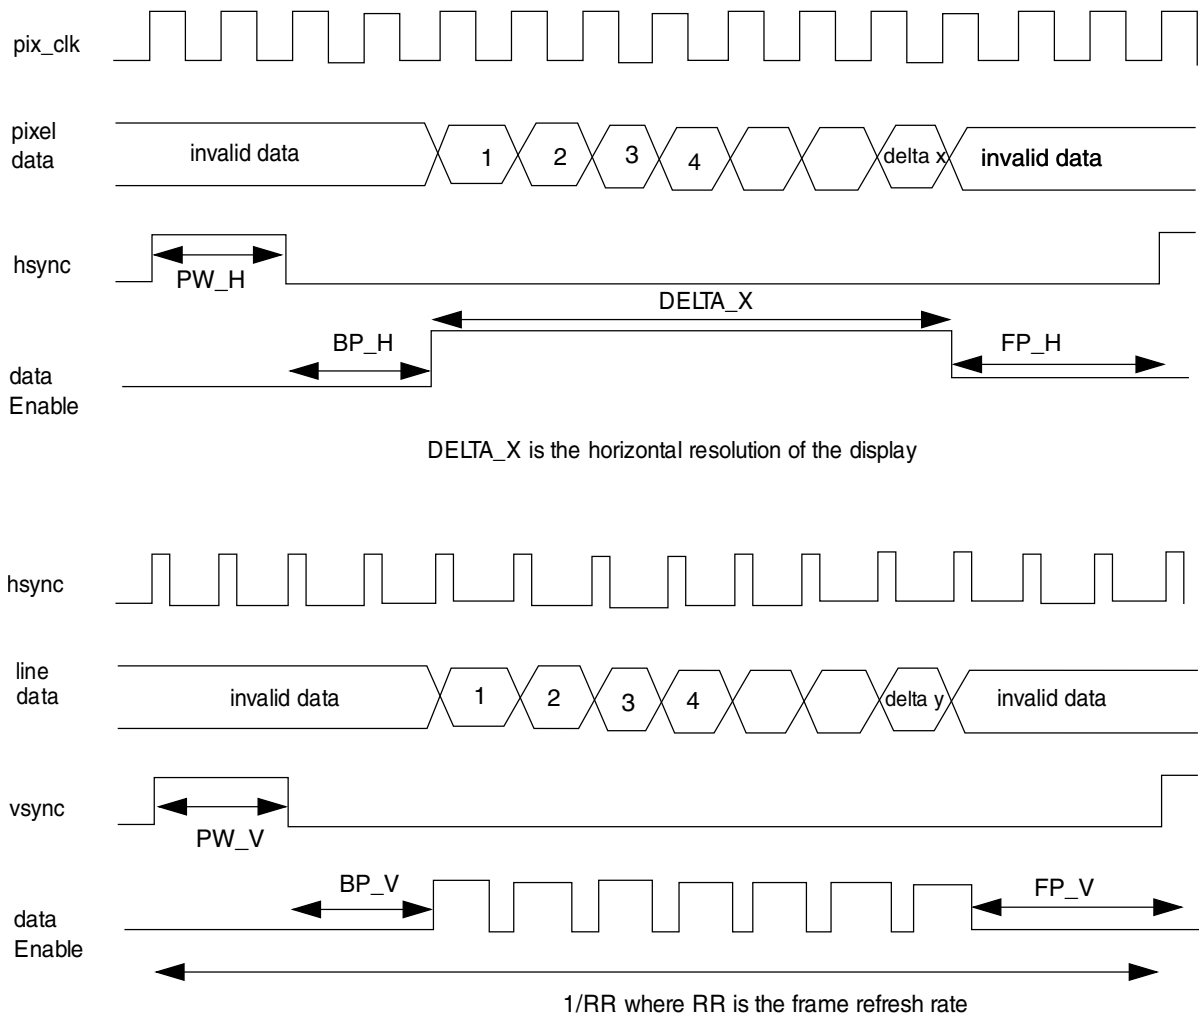 pix_clk
pixel
data
invalid data
1
2
3
4
delta x
invalid data
hsync
PW_H
DELTA_X
BP_H
FP_H
data
Enable
DELTA_X is the horizontal resolution of the display
hsync
line
data
invalid data
1
2
3
4
delta y
invalid data
vsync
PW_V
BP_V
FP_V
data
Enable
1/RR where RR is the frame refresh rate